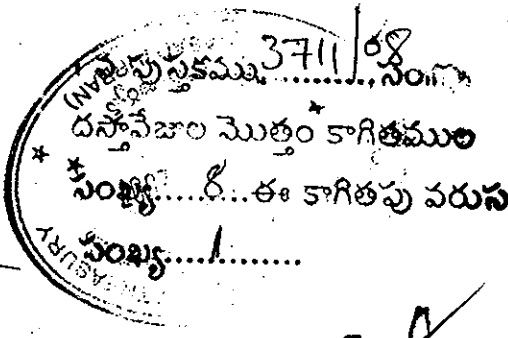 పుస్తకము 3711/08 సం॥
దస్తావేజుల మొత్తం కాగితముల
సంఖ్య.....8...ఈ కాగితపు వరుస
సంఖ్య....1.........